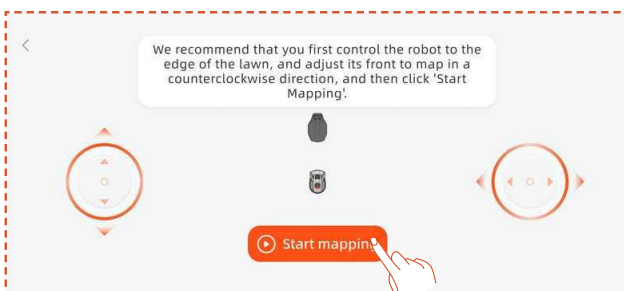 We recommend that you first control the robot to the
edge of the lawn, and adjust its front to map in a
counterclockwise direction, and then click 'Start
Mapping'.
Start mapping